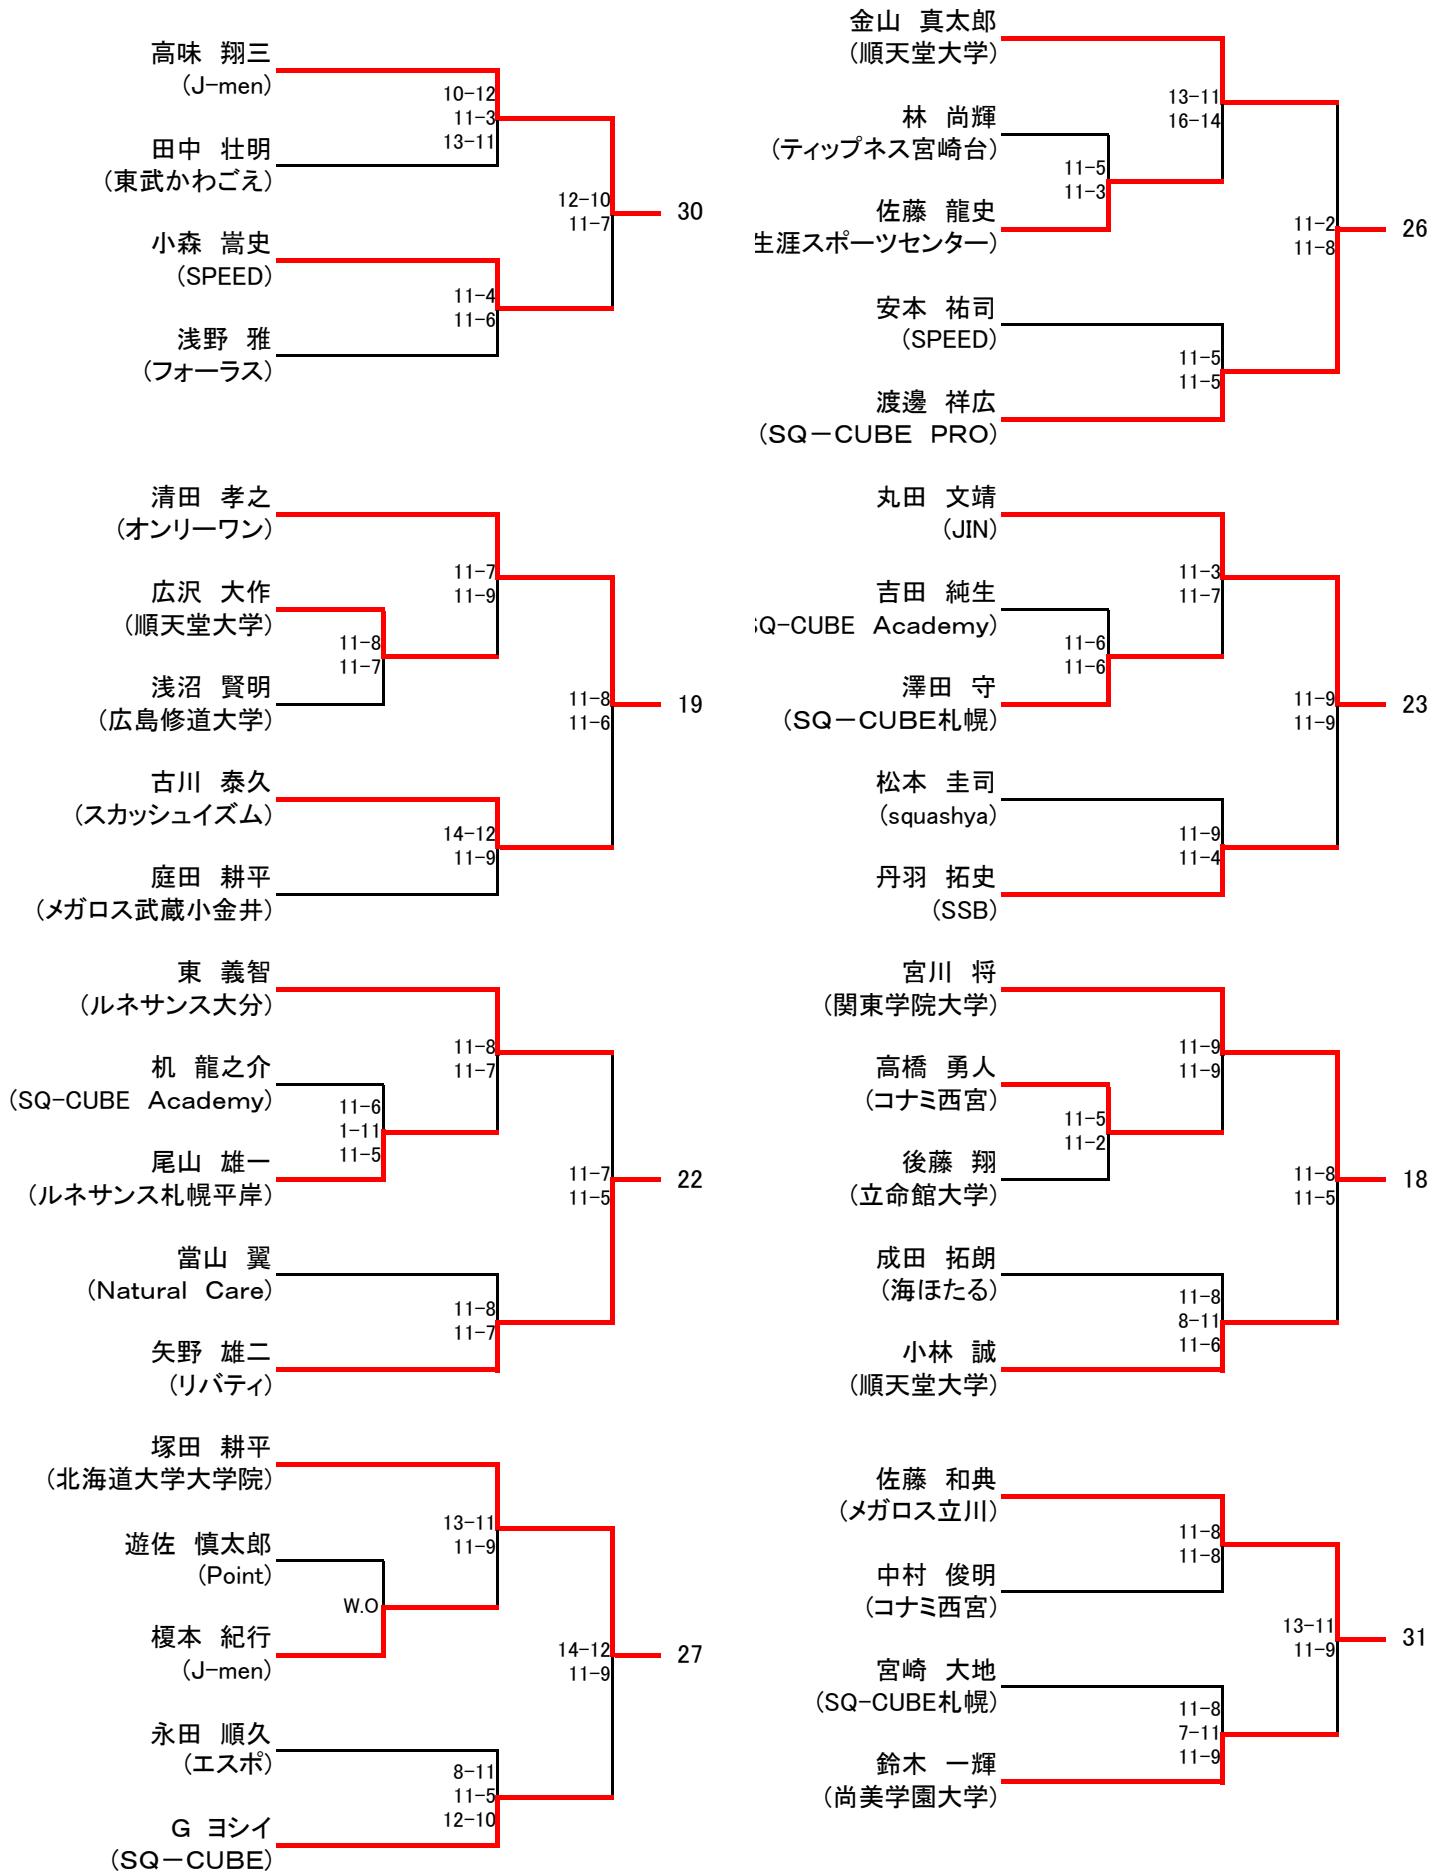 高味　翔三
(J-men)
10-12
11-3
13-11
田中　壮明
(東武かわごえ)
12-10
11-7
30
小森　嵩史
(SPEED)
11-4
11-6
浅野　雅
(フォーラス)
清田　孝之
(オンリーワン)
11-7
11-9
広沢　大作
(順天堂大学)
11-8
11-7
浅沼　賢明
(広島修道大学)
11-8
11-6
19
古川　泰久
(スカッシュイズム)
14-12
11-9
庭田　耕平
(メガロス武蔵小金井)
東　義智
(ルネサンス大分)
11-8
11-7
机　龍之介
(SQ-CUBE　Academy)
11-6
1-11
11-5
尾山　雄一
(ルネサンス札幌平岸)
11-7
11-5
22
當山　翼
(Natural　Care)
11-8
11-7
矢野　雄二
(リバティ)
塚田　耕平
(北海道大学大学院)
13-11
11-9
遊佐　慎太郎
(Point)
W.O
榎本　紀行
(J-men)
14-12
11-9
27
永田　順久
(エスポ)
8-11
11-5
12-10
G　ヨシイ
(SQ－CUBE)
金山　真太郎
(順天堂大学)
13-11
16-14
林　尚輝
(ティップネス宮崎台)
11-5
11-3
佐藤　龍史
生涯スポーツセンター)
11-2
11-8
26
安本　祐司
(SPEED)
11-5
11-5
渡邊　祥広
(SQ－CUBE　PRO)
丸田　文靖
(JIN)
11-3
11-7
吉田　純生
SQ-CUBE　Academy)
11-6
11-6
澤田　守
(SQ－CUBE札幌)
11-9
11-9
23
松本　圭司
(squashya)
11-9
11-4
丹羽　拓史
(SSB)
宮川　将
(関東学院大学)
11-9
11-9
高橋　勇人
(コナミ西宮)
11-5
11-2
後藤　翔
(立命館大学)
11-8
11-5
18
成田　拓朗
(海ほたる)
11-8
8-11
11-6
小林　誠
(順天堂大学)
佐藤　和典
(メガロス立川)
11-8
11-8
中村　俊明
(コナミ西宮)
13-11
11-9
31
宮崎　大地
(SQ-CUBE札幌)
11-8
7-11
11-9
鈴木　一輝
(尚美学園大学)